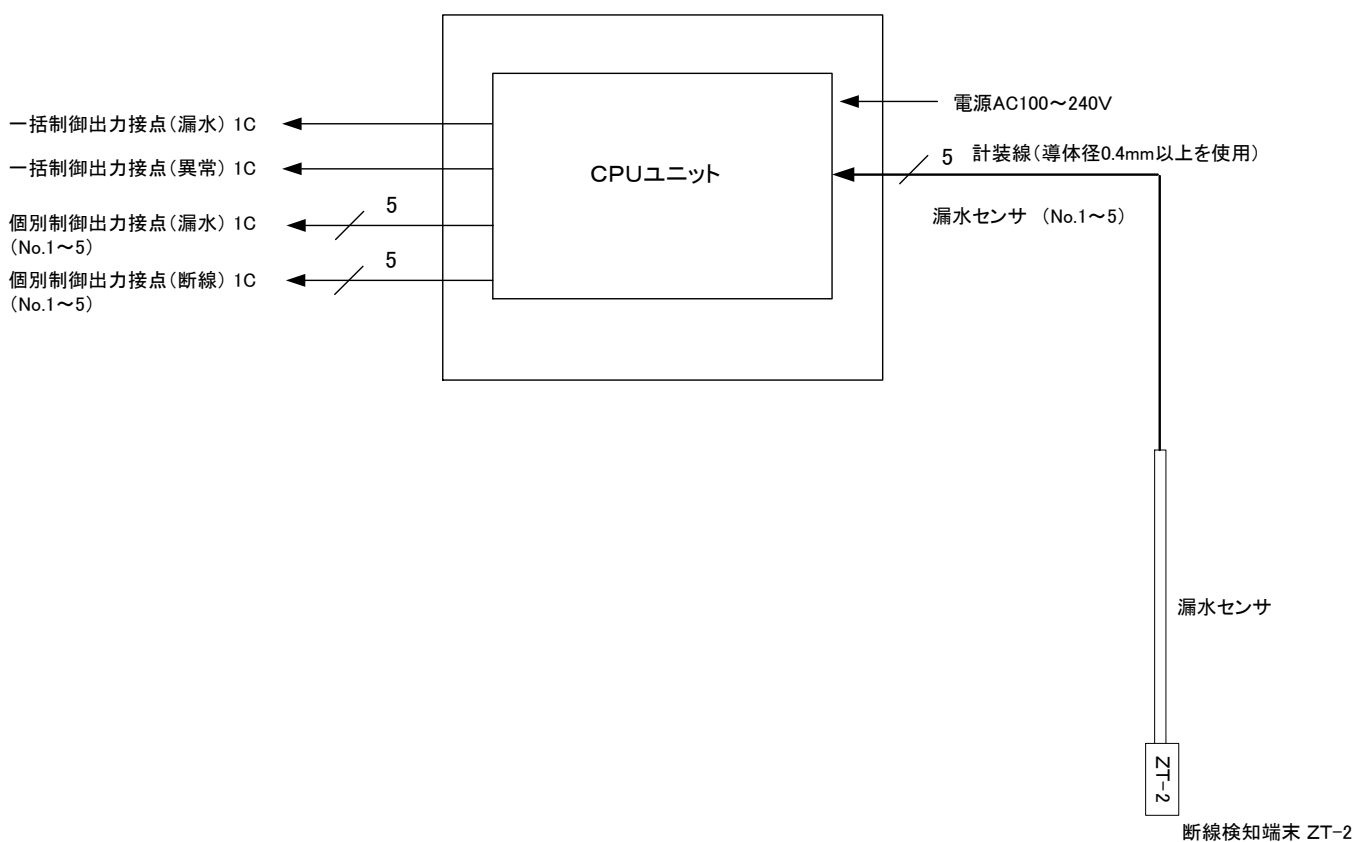 一括制御出力接点(漏水) 1C
一括制御出力接点(異常) 1C
5
個別制御出力接点(漏水) 1C
(No.1～5)
5
個別制御出力接点(断線) 1C
(No.1～5)
CPUユニット
電源AC100～240V
5 計装線(導体径0.4mm以上を使用)
漏水センサ (No.1～5)
漏水センサ
ZT-2
断線検知端末 ZT-2